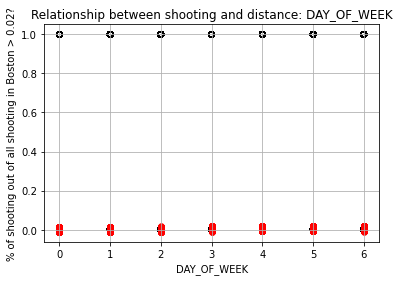 Relationship between shooting and distance: DAY_OF_WEEK
% of shooting out of all shooting in Boston > 0.02?
1.0
0.8
0.6
0.4
0.2
0.0
0 1 2 3 4 5 6
DAY_OF_WEEK